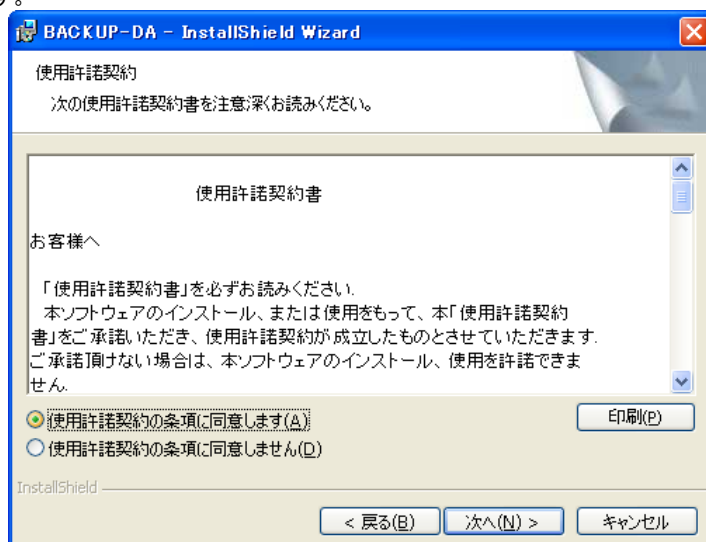 す。
BACKUP-DA - InstallShield Wizard
使用許諾契約
次の使用許諾契約書を注意深くお読みください。
使用許諾契約書
お客様へ
「使用許諾契約書」を必ずお読みください.
本ソフトウェアのインストール、または使用をもって、本「使用許諾契約
書」をご承諾いただき、使用許諾契約が成立したものとさせていただきます.
ご承諾頂けない場合は、本ソフトウェアのインストール、使用を許諾できま
せん.
使用許諾契約の条項に同意します(A)
印刷(P)
使用許諾契約の条項に同意しません(D)
InstallShield
< 戻る(B)
次へ(N) >
キャンセル